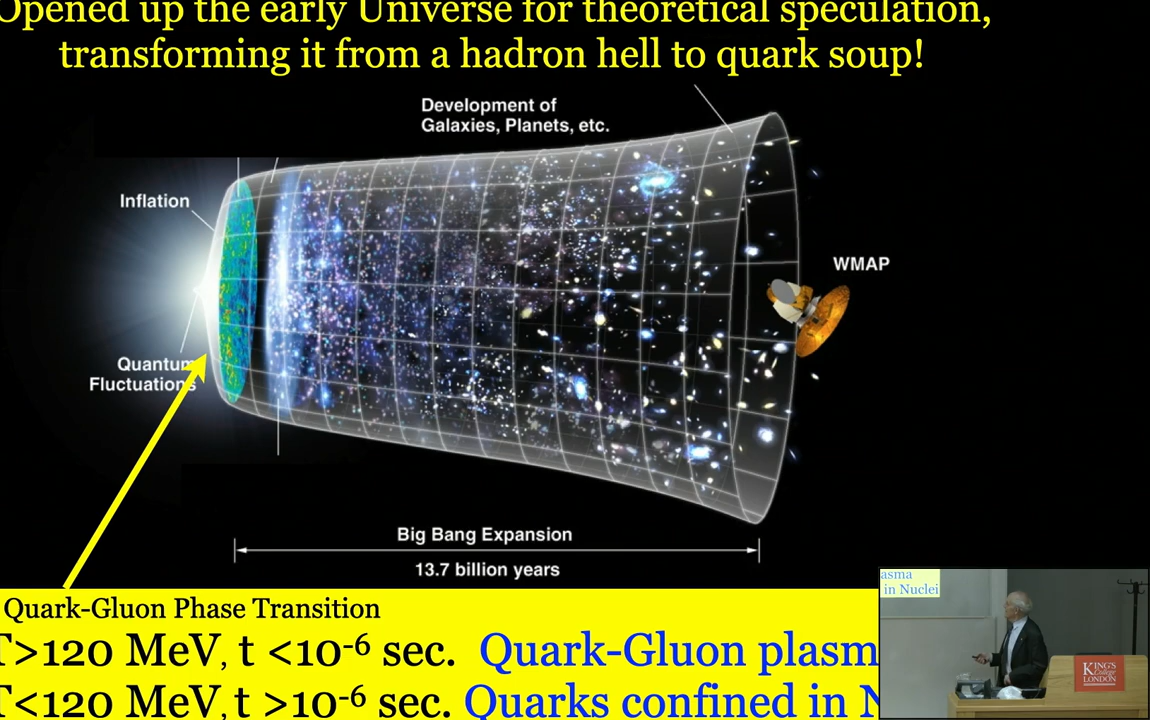 Opened up the early Universe for theoretical speculation,
transforming it from a hadron hell to quark soup!
Development of
Galaxies, Planets, etc.
Inflation
WMAP
Quantum
Fluctuations
Big Bang Expansion
13.7 billion years
Quark-Gluon Phase Transition
T>120 MeV, t <10⁻⁶ sec. Quark-Gluon plasm
T<120 MeV,t >10⁻⁶ sec. Quarks confined in N
asma
in Nuclei
KING'S
College
LONDON